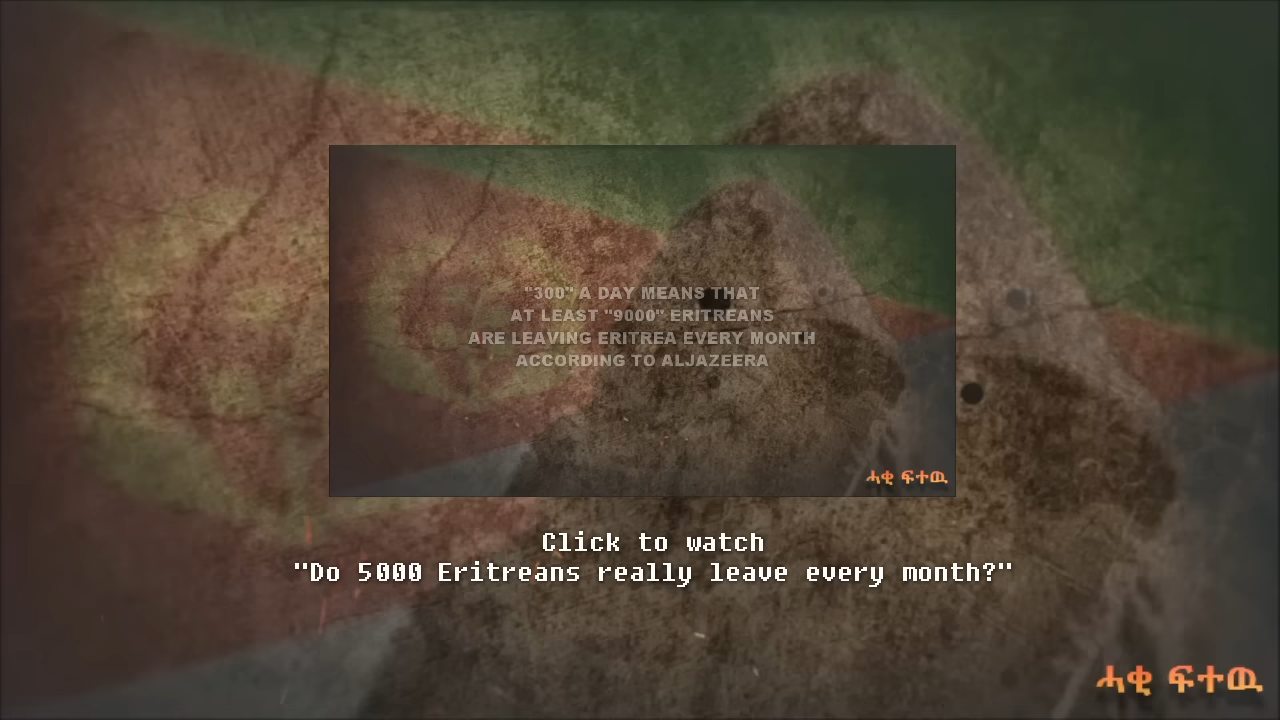 "300" A DAY MEANS THAT
AT LEAST "9000" ERITREANS
ARE LEAVING ERITREA EVERY MONTH
ACCORDING TO ALJAZEERA
ሓቂ ፍተዉ
Click to watch
"Do 5000 Eritreans really leave every month?"
ሓቂ ፍተዉ